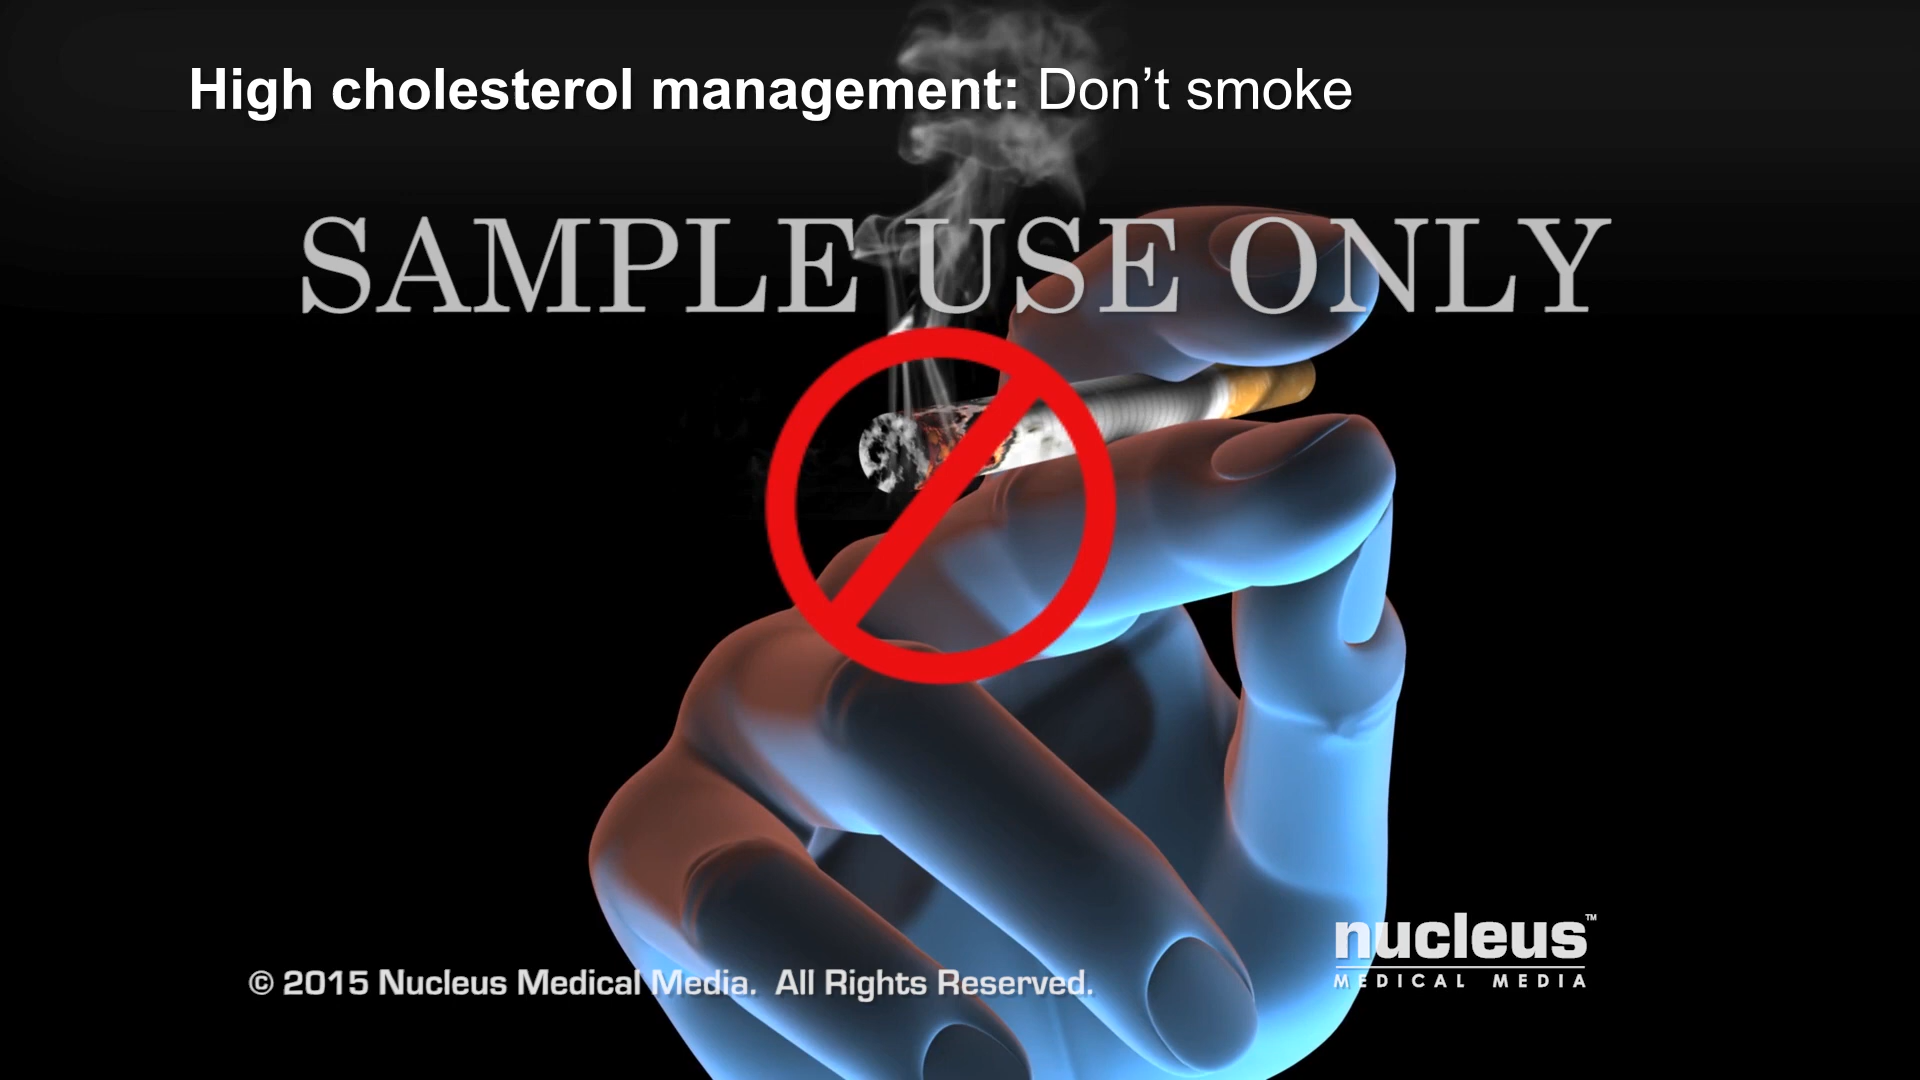 High cholesterol management: Don't smoke
SAMPLE USE ONLY
nucleus™
MEDICAL MEDIA
© 2015 Nucleus Medical Media. All Rights Reserved.